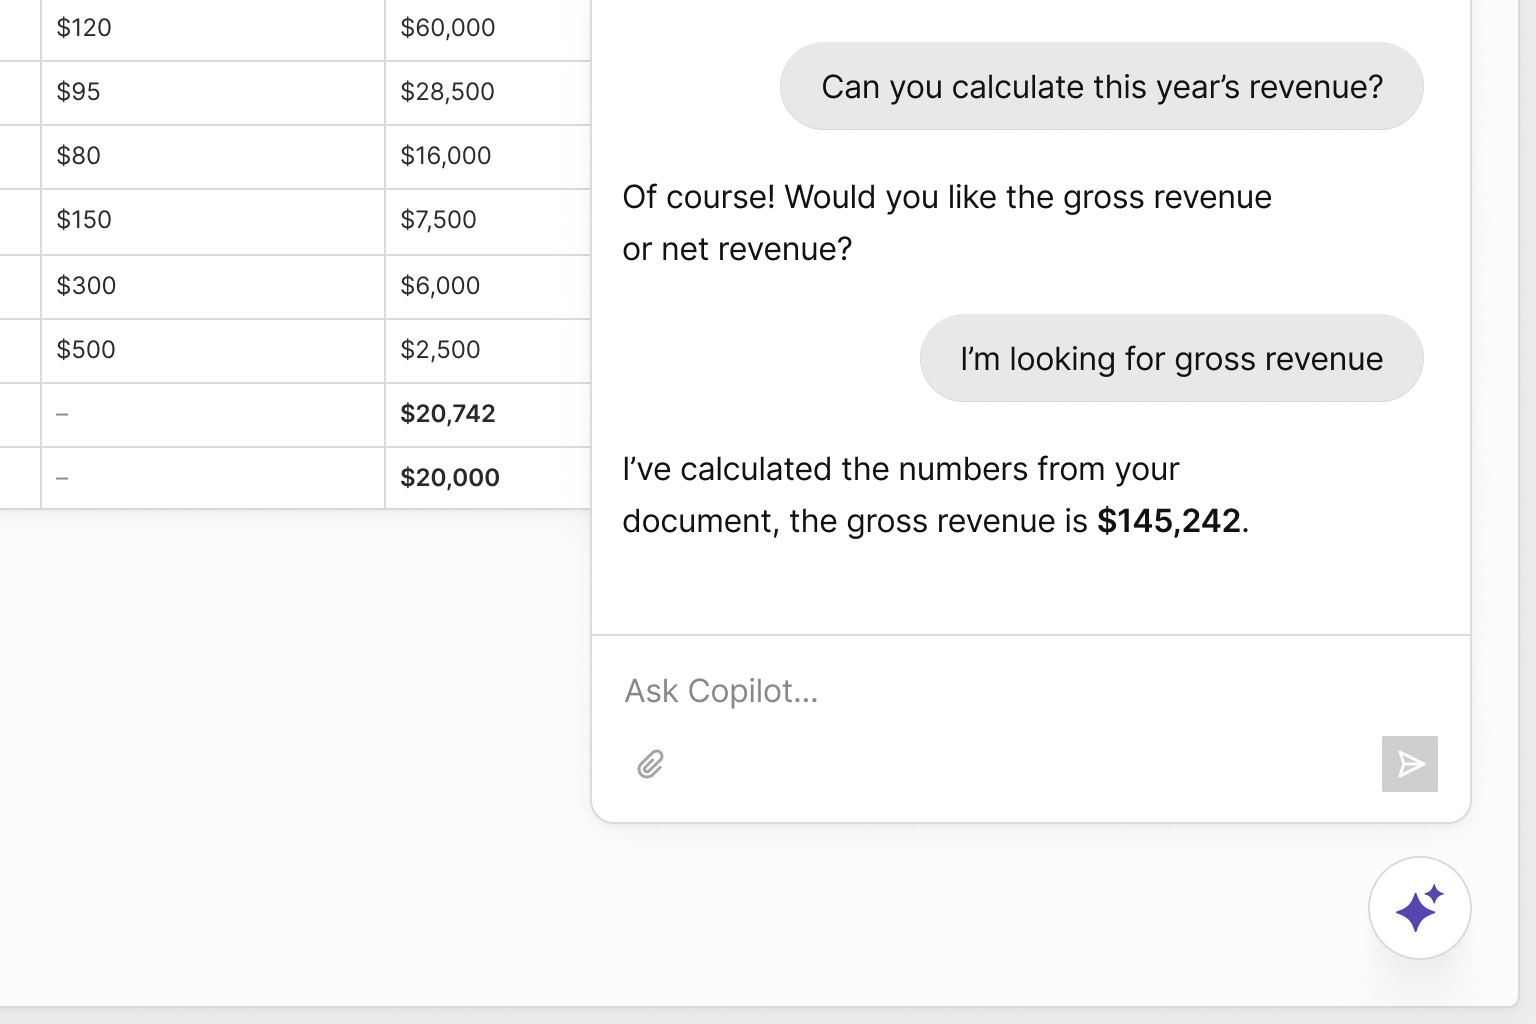 $120 $60,000
$95 $28,500
$80 $16,000
$150 $7,500
$300 $6,000
$500 $2,500
– $20,742
– $20,000
Can you calculate this year’s revenue?
Of course! Would you like the gross revenue
or net revenue?
I’m looking for gross revenue
I’ve calculated the numbers from your
document, the gross revenue is $145,242.
Ask Copilot...